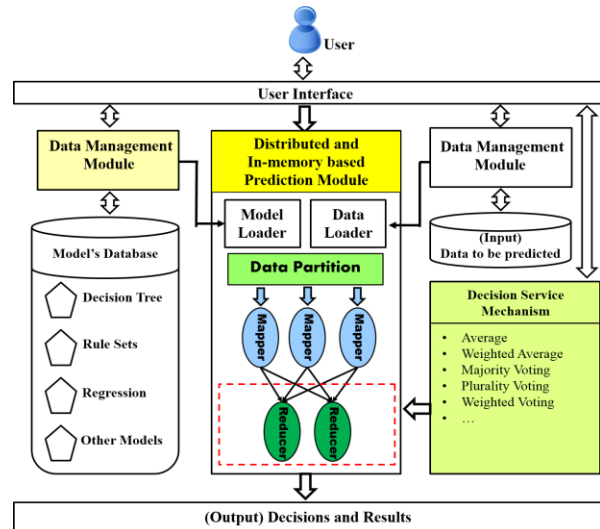 User
User Interface
Data Management
Module
Distributed and
In-memory based
Prediction Module
Data Management
Module
Model
Loader
Data
Loader
Model's Database
Decision Tree
Rule Sets
Regression
Other Models
Data Partition
Mapper
Mapper
Mapper
Reducer
Reducer
(Input)
Data to be predicted
Decision Service
Mechanism
• Average
• Weighted Average
• Majority Voting
• Plurality Voting
• Weighted Voting
• …
(Output) Decisions and Results